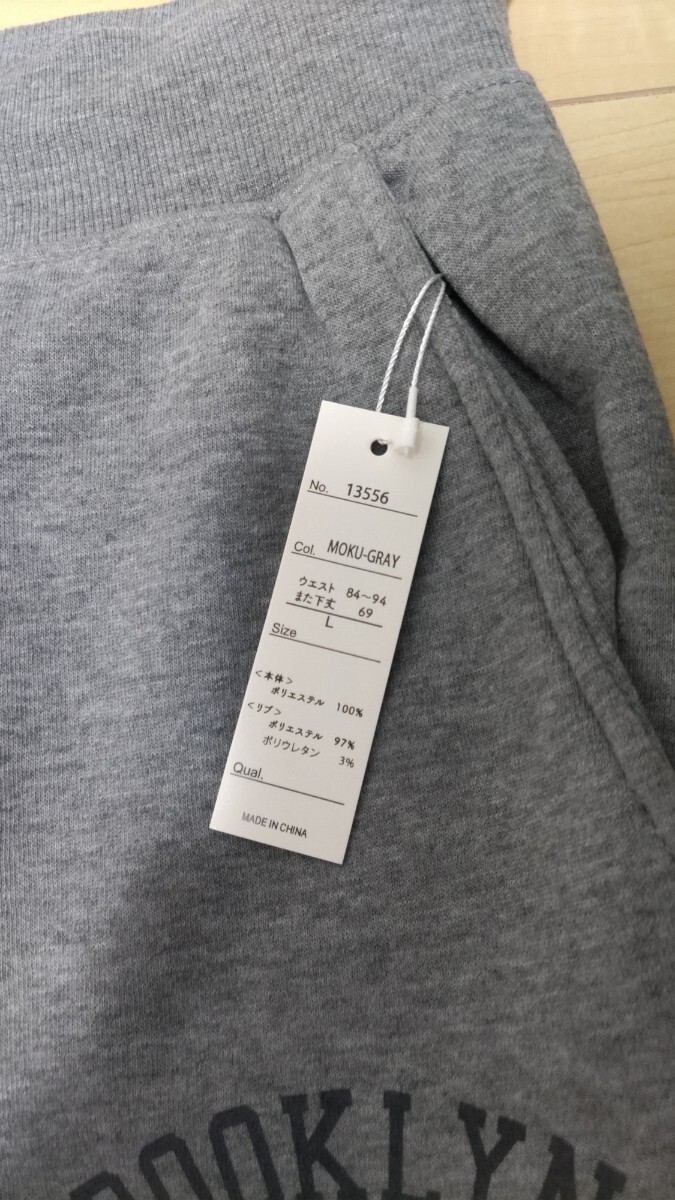 No. 13556
Col. MOKU-GRAY
ウエスト 84～94
また下丈 69
L
Size
<本体>
ポリエステル 100%
<リブ>
ポリエステル 97%
ポリウレタン 3%
Qual.
MADE IN CHINA
ROOKLYN